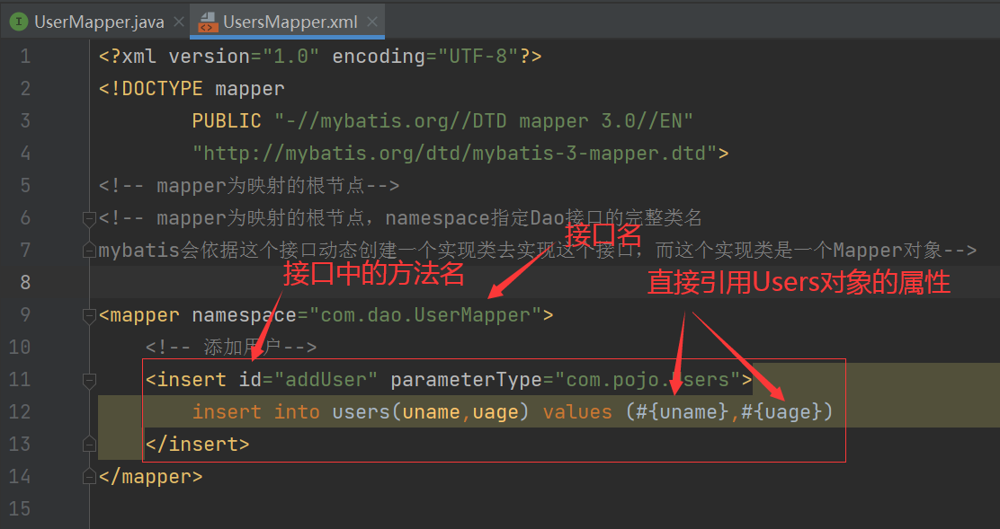 UserMapper.java
UsersMapper.xml
1 <?xml version="1.0" encoding="UTF-8"?>
2 <!DOCTYPE mapper
3 PUBLIC "-//mybatis.org//DTD mapper 3.0//EN"
4 "http://mybatis.org/dtd/mybatis-3-mapper.dtd">
5 <!-- mapper为映射的根节点-->
6 <!-- mapper为映射的根节点，namespace指定Dao接口的完整类名
接口名
7 mybatis会依据这个接口动态创建一个实现类去实现这个接口，而这个实现类是一个Mapper对象-->
接口中的方法名
直接引用Users对象的属性
8
9 <mapper namespace="com.dao.UserMapper">
10 <!-- 添加用户-->
11 <insert id="addUser" parameterType="com.pojo.Users">
12 insert into users(uname,uage) values (#{uname},#{uage})
13 </insert>
14 </mapper>
15